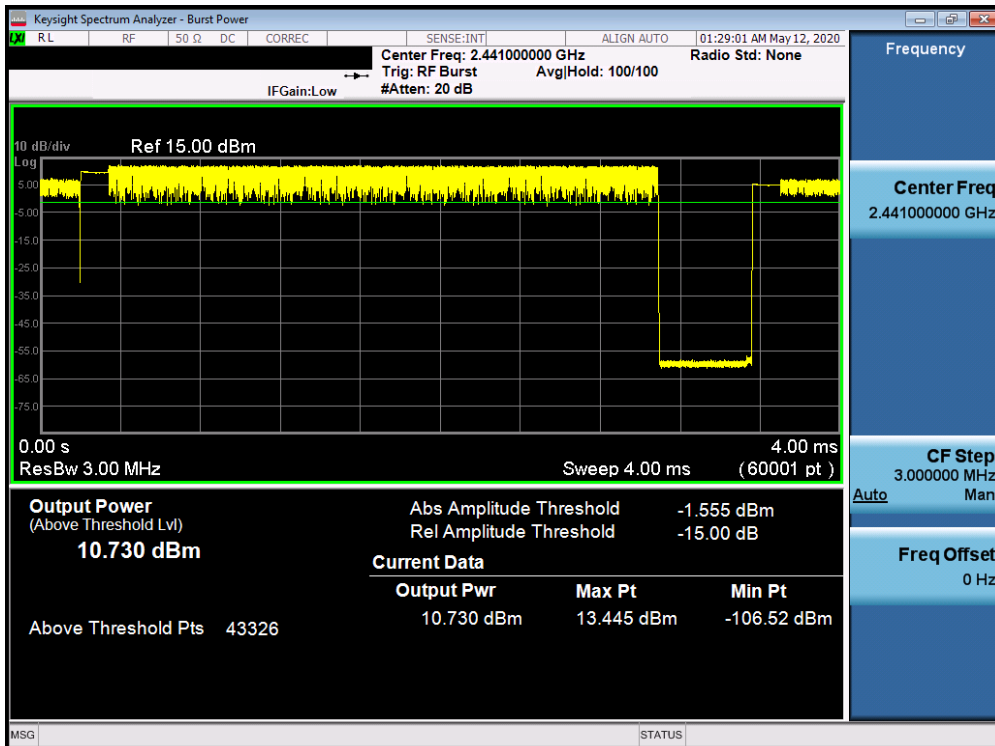 Keysight Spectrum Analyzer - Burst Power
LXI RL RF 50 Ω DC CORREC SENSE:INT ALIGN AUTO 01:29:01 AM May 12, 2020
Center Freq: 2.441000000 GHz Radio Std: None
Trig: RF Burst Avg|Hold: 100/100
IFGain:Low #Atten: 20 dB
Frequency
10 dB/div Ref 15.00 dBm
Log
5.00
-5.00
-15.0
-25.0
-35.0
-45.0
-55.0
-65.0
-75.0
0.00 s 4.00 ms
ResBw 3.00 MHz Sweep 4.00 ms (60001 pt)
Center Freq
2.441000000 GHz
CF Step
3.000000 MHz
Auto Man
Freq Offset
0 Hz
Output Power
(Above Threshold Lvl)
10.730 dBm
Above Threshold Pts 43326
Abs Amplitude Threshold -1.555 dBm
Rel Amplitude Threshold -15.00 dB
Current Data
Output Pwr Max Pt Min Pt
10.730 dBm 13.445 dBm -106.52 dBm
MSG STATUS